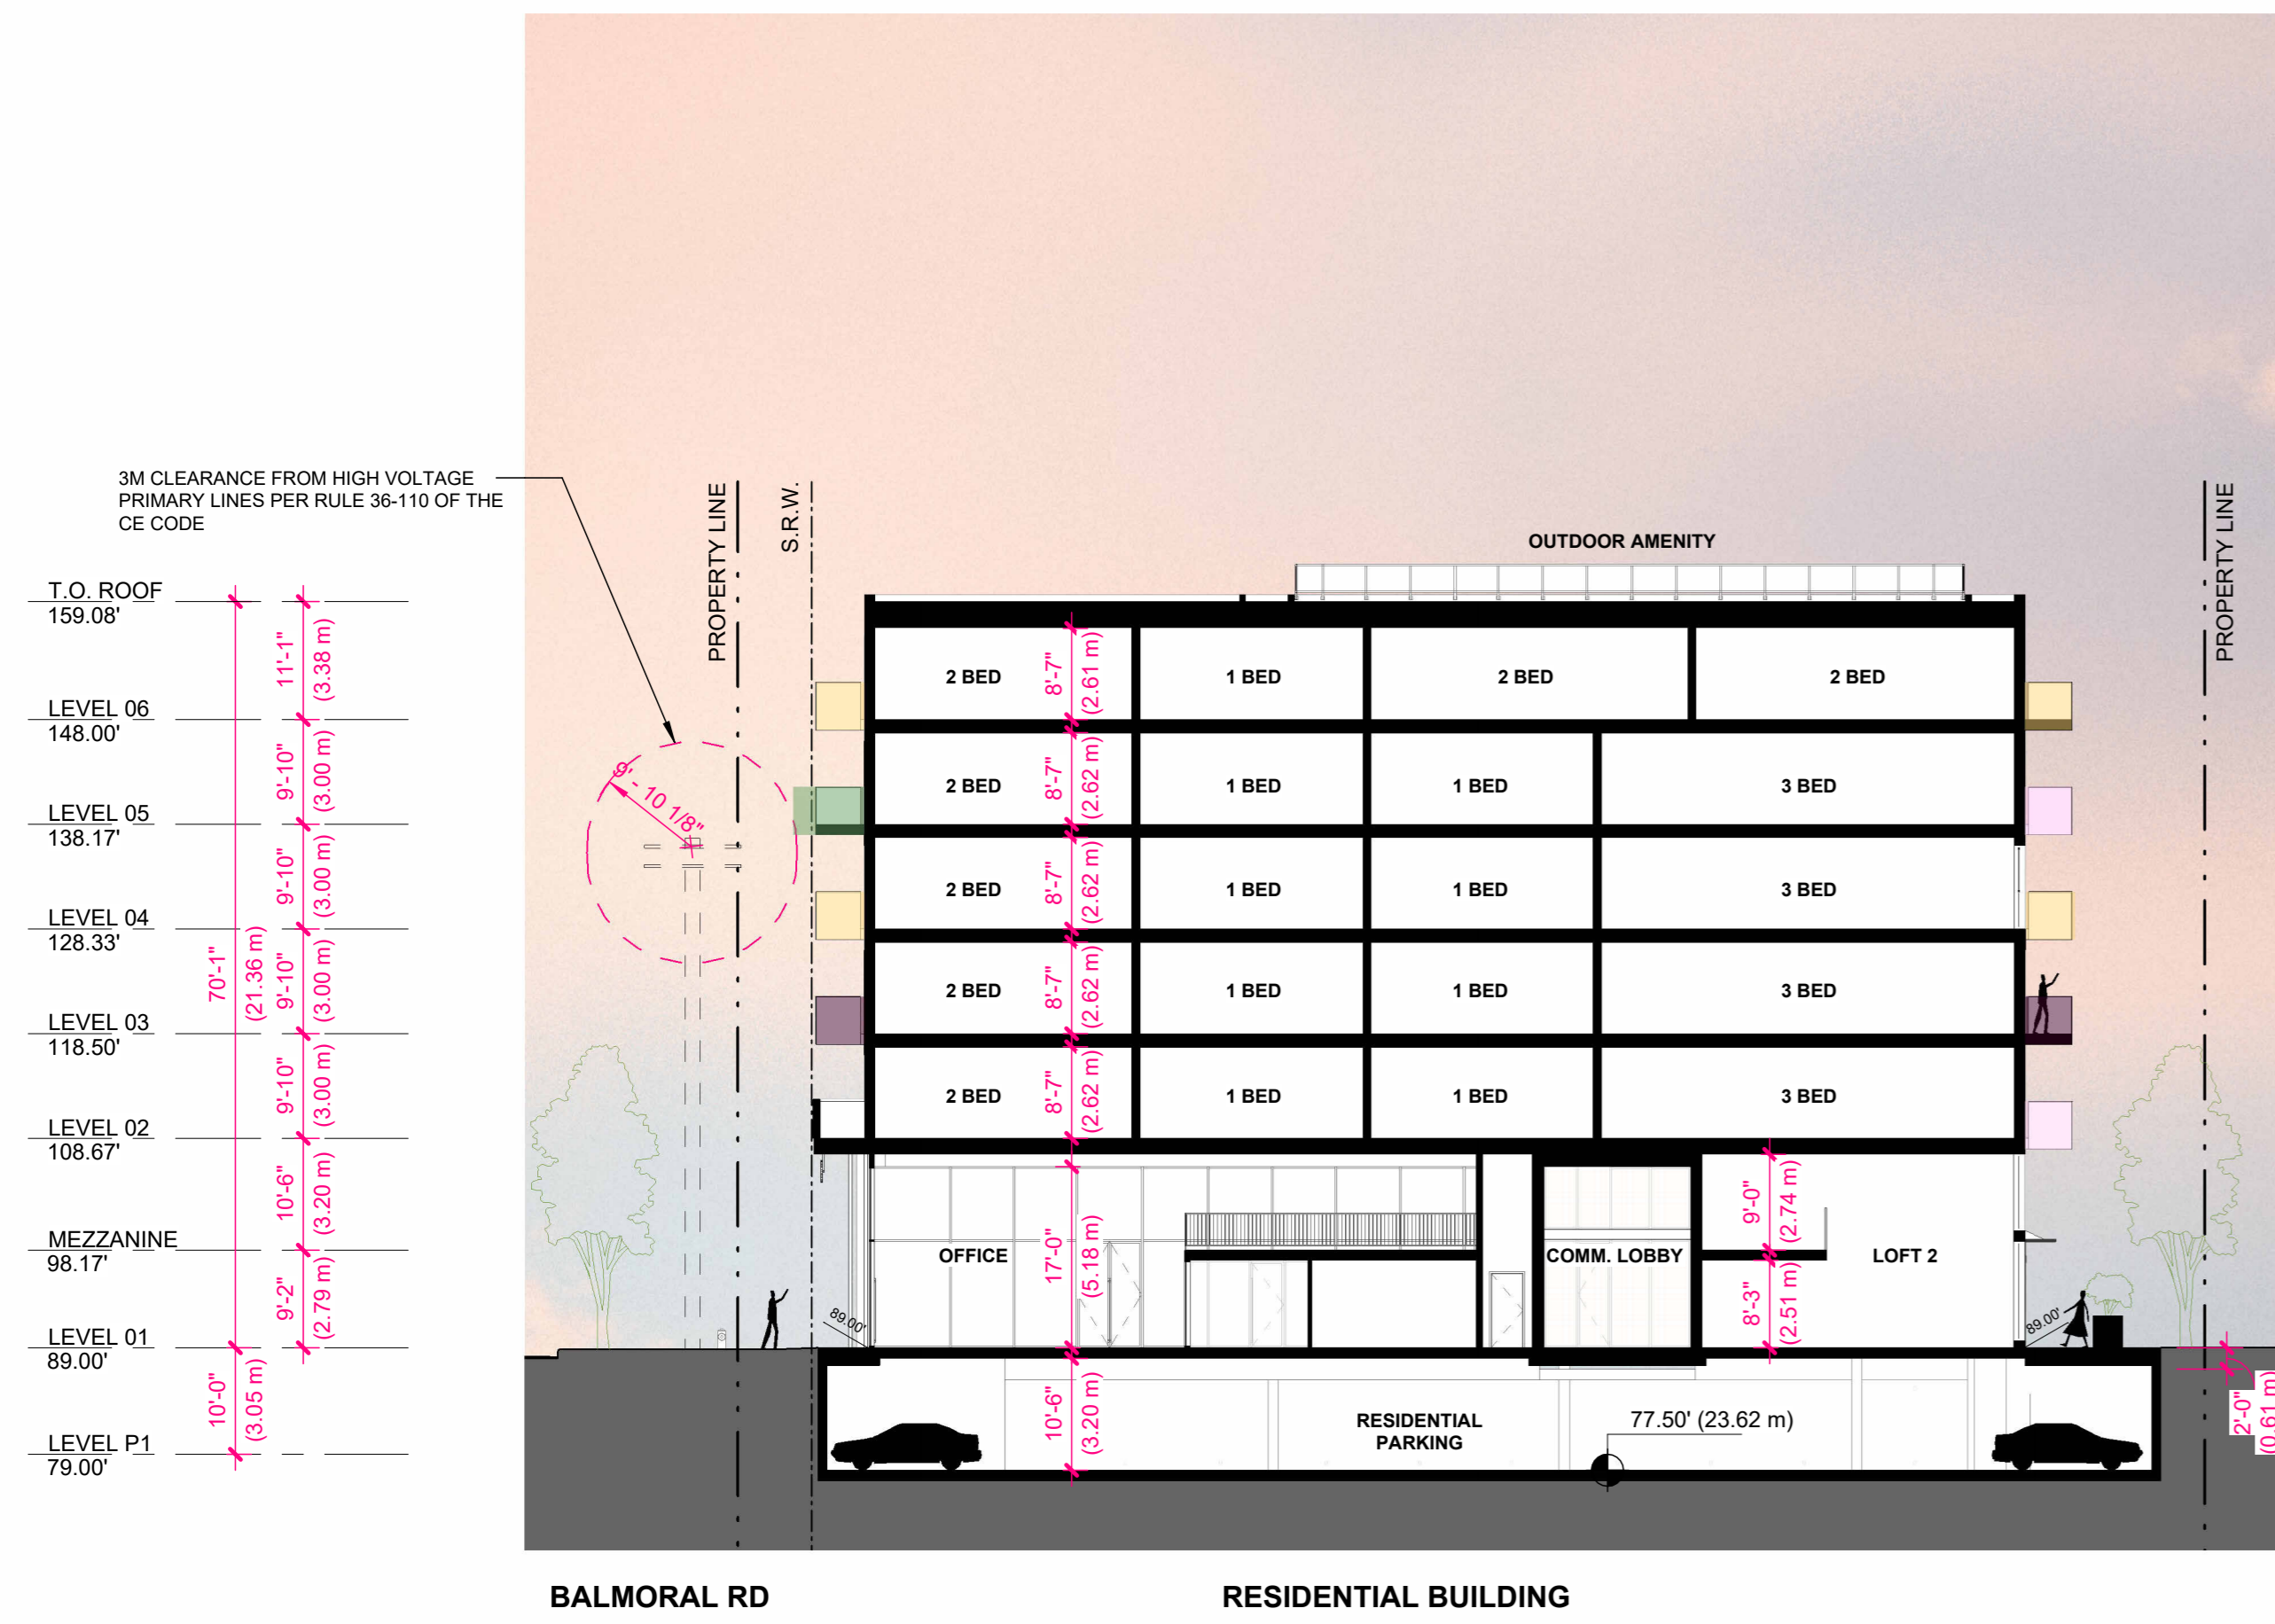 3M CLEARANCE FROM HIGH VOLTAGE
PRIMARY LINES PER RULE 36-110 OF THE
CE CODE
PROPERTY LINE
S.R.W.
PROPERTY LINE
OUTDOOR AMENITY
T.O. ROOF
159.08'
11'-1"
(3.38 m)
LEVEL 06
148.00'
9'-10"
(3.00 m)
LEVEL 05
138.17'
9'-10"
(3.00 m)
LEVEL 04
128.33'
9'-10"
(3.00 m)
LEVEL 03
118.50'
9'-10"
(3.00 m)
LEVEL 02
108.67'
10'-6"
(3.20 m)
MEZZANINE
98.17'
9'-2"
(2.79 m)
LEVEL 01
89.00'
10'-0"
(3.05 m)
LEVEL P1
79.00'
70'-1"
(21.36 m)
9' - 10 1/8"
2 BED
8'-7"
(2.61 m)
1 BED
2 BED
2 BED
2 BED
8'-7"
(2.62 m)
1 BED
1 BED
3 BED
2 BED
8'-7"
(2.62 m)
1 BED
1 BED
3 BED
2 BED
8'-7"
(2.62 m)
1 BED
1 BED
3 BED
2 BED
8'-7"
(2.62 m)
1 BED
1 BED
3 BED
OFFICE
17'-0"
(5.18 m)
COMM. LOBBY
9'-0"
(2.74 m)
8'-3"
(2.51 m)
LOFT 2
89.00'
89.00'
10'-6"
(3.20 m)
RESIDENTIAL
PARKING
77.50' (23.62 m)
2'-0"
(0.61 m)
BALMORAL RD
RESIDENTIAL BUILDING